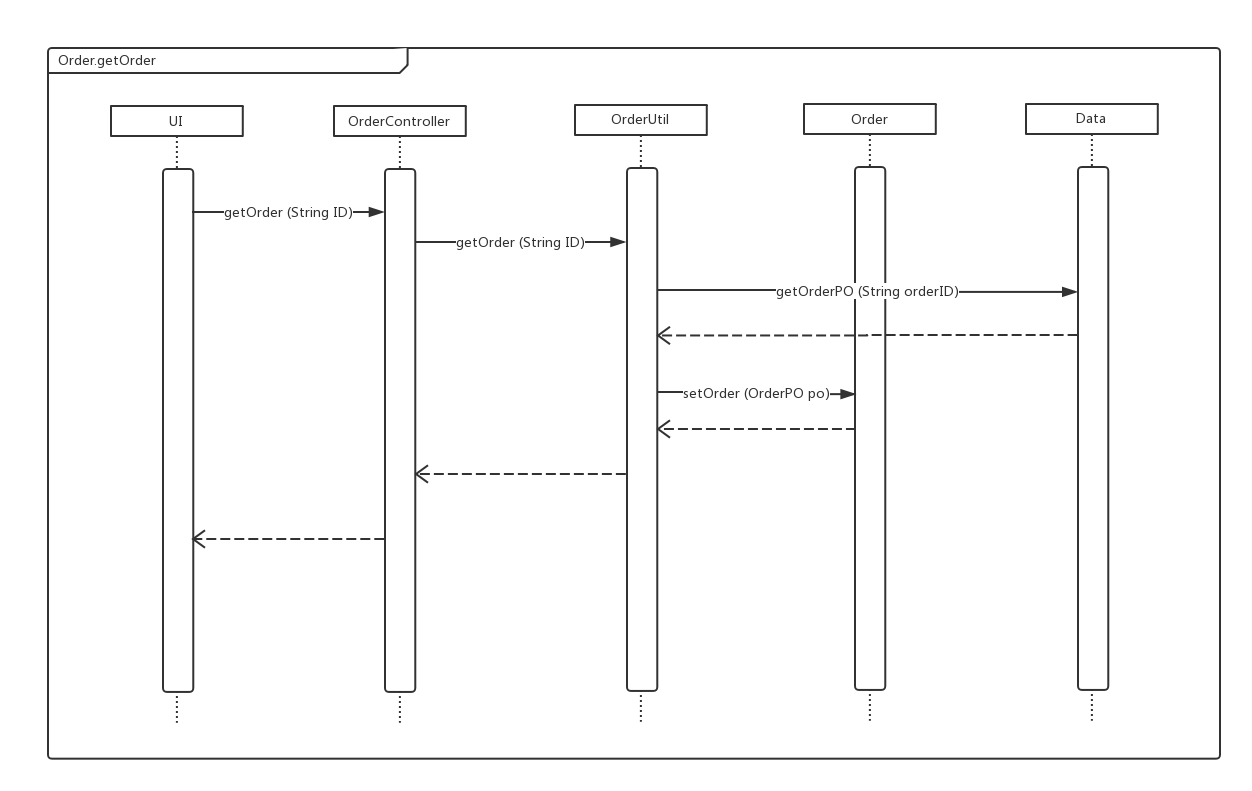 Order.getOrder
UI
OrderController
OrderUtil
Order
Data
getOrder (String ID)
getOrder (String ID)
getOrderPO (String orderID)
setOrder (OrderPO po)